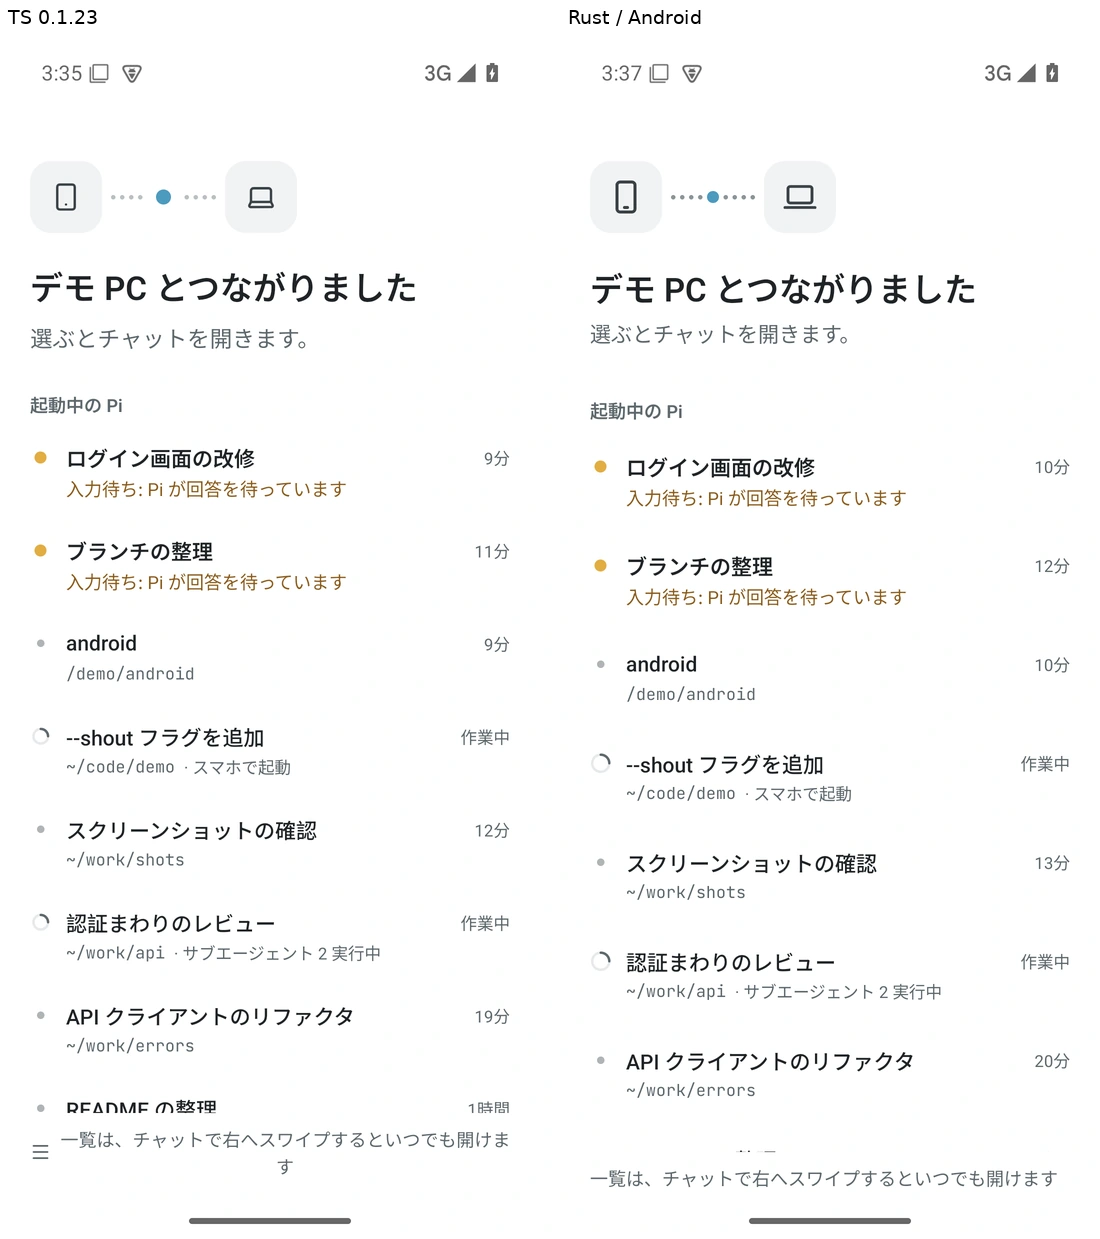 TS 0.1.23
3:35
3G
デモ PC とつながりました
選ぶとチャットを開きます。
起動中の Pi
ログイン画面の改修
9分
入力待ち: Pi が回答を待っています
ブランチの整理
11分
入力待ち: Pi が回答を待っています
android
9分
/demo/android
--shout フラグを追加
作業中
~/code/demo · スマホで起動
スクリーンショットの確認
12分
~/work/shots
認証まわりのレビュー
作業中
~/work/api · サブエージェント 2 実行中
API クライアントのリファクタ
19分
~/work/errors
README の整理
1時間
一覧は、チャットで右へスワイプするといつでも開けま
す
Rust / Android
3:37
3G
デモ PC とつながりました
選ぶとチャットを開きます。
起動中の Pi
ログイン画面の改修
10分
入力待ち: Pi が回答を待っています
ブランチの整理
12分
入力待ち: Pi が回答を待っています
android
10分
/demo/android
--shout フラグを追加
作業中
~/code/demo · スマホで起動
スクリーンショットの確認
13分
~/work/shots
認証まわりのレビュー
作業中
~/work/api · サブエージェント 2 実行中
API クライアントのリファクタ
20分
~/work/errors
一覧は、チャットで右へスワイプするといつでも開けます